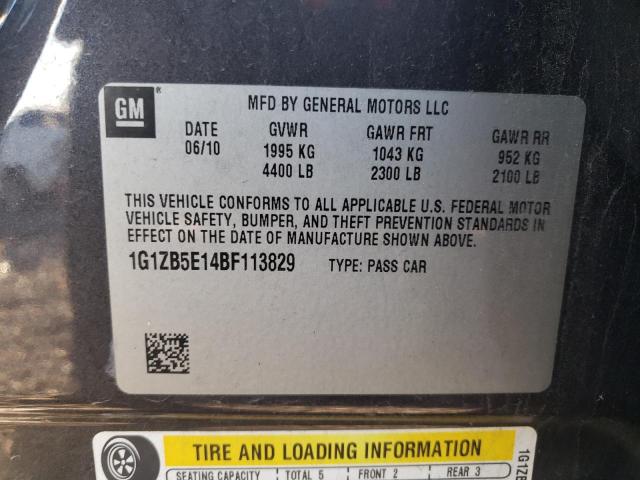 GM ®
MFD BY GENERAL MOTORS LLC
DATE GVWR GAWR FRT GAWR RR
06/10 1995 KG 1043 KG 952 KG
4400 LB 2300 LB 2100 LB
THIS VEHICLE CONFORMS TO ALL APPLICABLE U.S. FEDERAL MOTOR
VEHICLE SAFETY, BUMPER, AND THEFT PREVENTION STANDARDS IN
EFFECT ON THE DATE OF MANUFACTURE SHOWN ABOVE.
1G1ZB5E14BF113829 TYPE: PASS CAR
TIRE AND LOADING INFORMATION
SEATING CAPACITY TOTAL 5 FRONT 2 REAR 3
1G1ZB